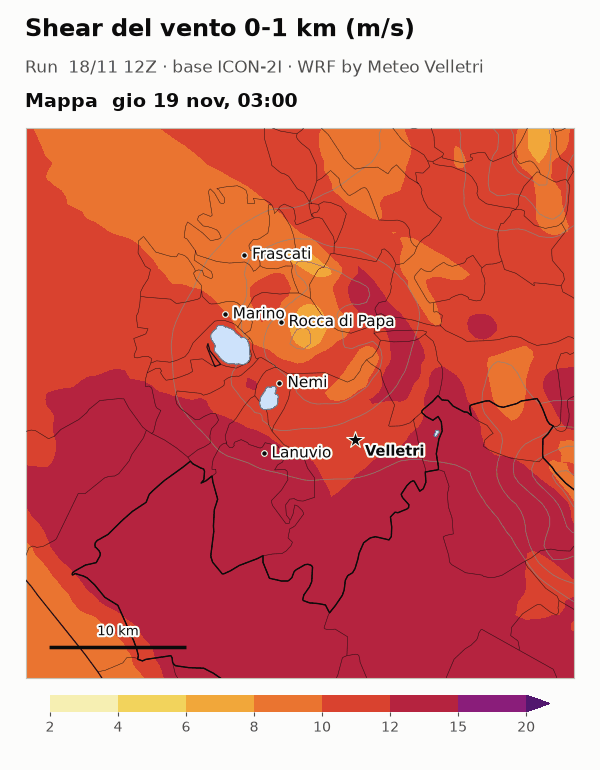 Shear del vento 0-1 km (m/s)
Run  18/11 12Z · base ICON-2I · WRF by Meteo Velletri
Mappa  gio 19 nov, 03:00
Frascati
Marino
Rocca di Papa
Nemi
Velletri
Lanuvio
10 km
2 4 6 8 10 12 15 20